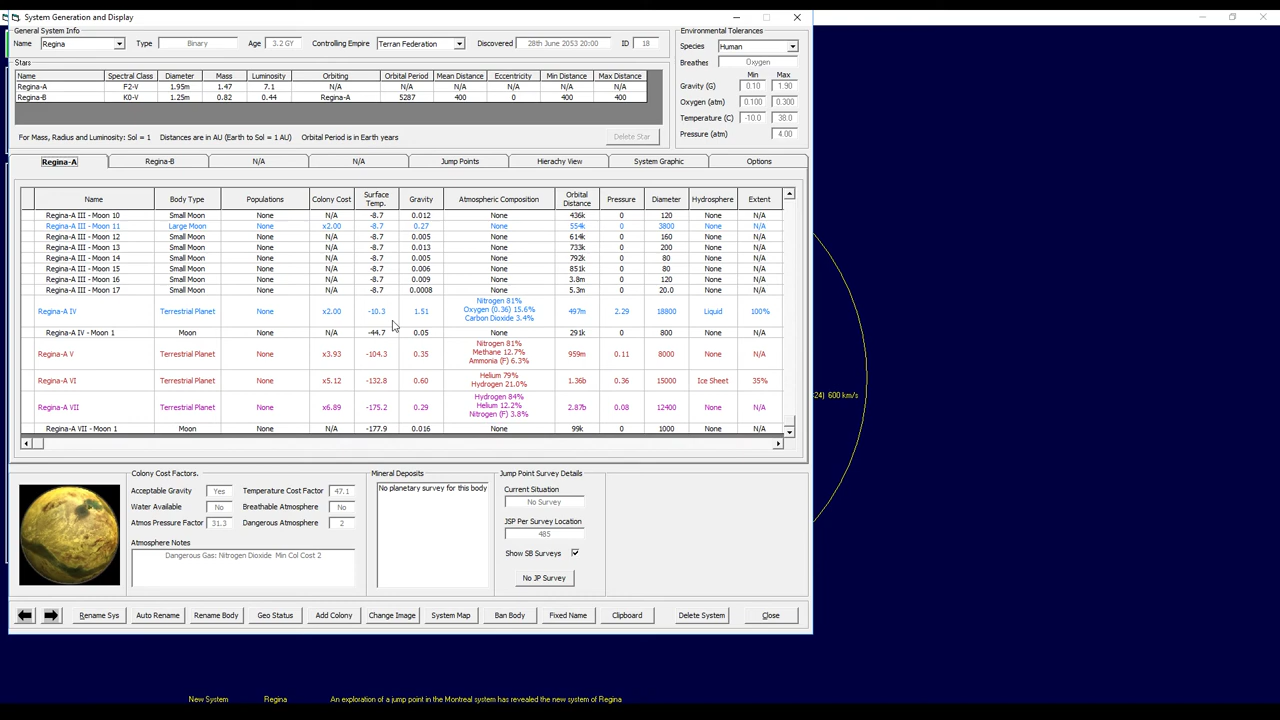 System Generation and Display
General System Info
Name Regina Type Binary Age 3.2 GY Controlling Empire Terran Federation Discovered 28th June 2053 20:00 ID 18
Environmental Tolerances
Species Human
Breathes Oxygen
Min Max
Gravity (G) 0.10 1.90
Oxygen (atm) 0.100 0.300
Temperature (C) -10.0 38.0
Pressure (atm) 4.00
Stars
Name Spectral Class Diameter Mass Luminosity Orbiting Orbital Period Mean Distance Eccentricity Min Distance Max Distance
Regina-A F2-V 1.95m 1.47 7.1 N/A N/A N/A N/A N/A N/A
Regina-B K0-V 1.25m 0.82 0.44 Regina-A 5287 400 0 400 400
For Mass, Radius and Luminosity: Sol = 1 Distances are in AU (Earth to Sol = 1 AU) Orbital Period is in Earth years Delete Star
Regina-A Regina-B N/A N/A Jump Points Hierachy View System Graphic Options
Name Body Type Populations Colony Cost Surface Temp. Gravity Atmospheric Composition Orbital Distance Pressure Diameter Hydrosphere Extent
Regina-A III - Moon 10 Small Moon None N/A -8.7 0.012 None 436k 0 120 None N/A
Regina-A III - Moon 11 Large Moon None x2.00 -8.7 0.27 None 554k 0 3800 None N/A
Regina-A III - Moon 12 Small Moon None N/A -8.7 0.005 None 614k 0 160 None N/A
Regina-A III - Moon 13 Small Moon None N/A -8.7 0.013 None 733k 0 200 None N/A
Regina-A III - Moon 14 Small Moon None N/A -8.7 0.005 None 792k 0 80 None N/A
Regina-A III - Moon 15 Small Moon None N/A -8.7 0.006 None 851k 0 80 None N/A
Regina-A III - Moon 16 Small Moon None N/A -8.7 0.009 None 3.8m 0 120 None N/A
Regina-A III - Moon 17 Small Moon None N/A -8.7 0.0008 None 5.3m 0 20.0 None N/A
Regina-A IV Terrestrial Planet None x2.00 -10.3 1.51 Nitrogen 81% Oxygen (0.36) 15.6% Carbon Dioxide 3.4% 497m 2.29 18800 Liquid 100%
Regina-A IV - Moon 1 Moon None N/A -44.7 0.05 None 291k 0 800 None N/A
Regina-A V Terrestrial Planet None x3.93 -104.3 0.35 Nitrogen 81% Methane 12.7% Ammonia (F) 6.3% 959m 0.11 8000 None N/A
Regina-A VI Terrestrial Planet None x5.12 -132.8 0.60 Helium 79% Hydrogen 21.0% 1.36b 0.36 15000 Ice Sheet 35%
Regina-A VII Terrestrial Planet None x6.89 -175.2 0.29 Hydrogen 84% Helium 12.2% Nitrogen (F) 3.8% 2.87b 0.08 12400 None N/A
Regina-A VII - Moon 1 Moon None N/A -177.9 0.016 None 99k 0 1000 None N/A
24) 600 km/s
Colony Cost Factors.
Acceptable Gravity Yes Temperature Cost Factor 47.1
Water Available No Breathable Atmosphere No
Atmos Pressure Factor 31.3 Dangerous Atmosphere 2
Atmosphere Notes
Dangerous Gas: Nitrogen Dioxide Min Col Cost 2
Mineral Deposits
No planetary survey for this body
Jump Point Survey Details
Current Situation
No Survey
JSP Per Survey Location
485
Show SB Surveys
No JP Survey
Rename Sys Auto Rename Rename Body Geo Status Add Colony Change Image System Map Ban Body Fixed Name Clipboard Delete System Close
New System Regina An exploration of a jump point in the Montreal system has revealed the new system of Regina